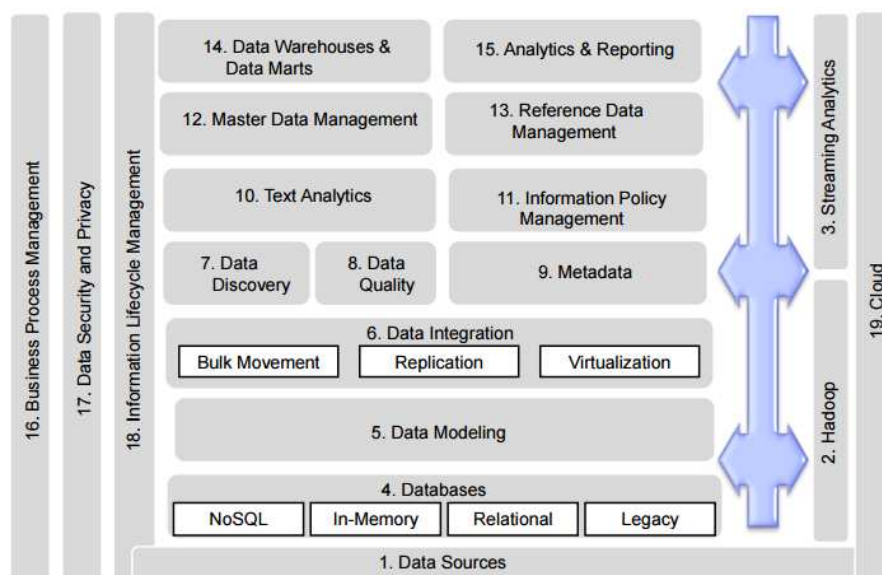 14. Data Warehouses &
Data Marts
15. Analytics & Reporting
12. Master Data Management
13. Reference Data
Management
10. Text Analytics
11. Information Policy
Management
7. Data
Discovery
8. Data
Quality
9. Metadata
6. Data Integration
Bulk Movement
Replication
Virtualization
5. Data Modeling
4. Databases
NoSQL
In-Memory
Relational
Legacy
1. Data Sources
16. Business Process Management
17. Data Security and Privacy
18. Information Lifecycle Management
3. Streaming Analytics
2. Hadoop
19. Cloud